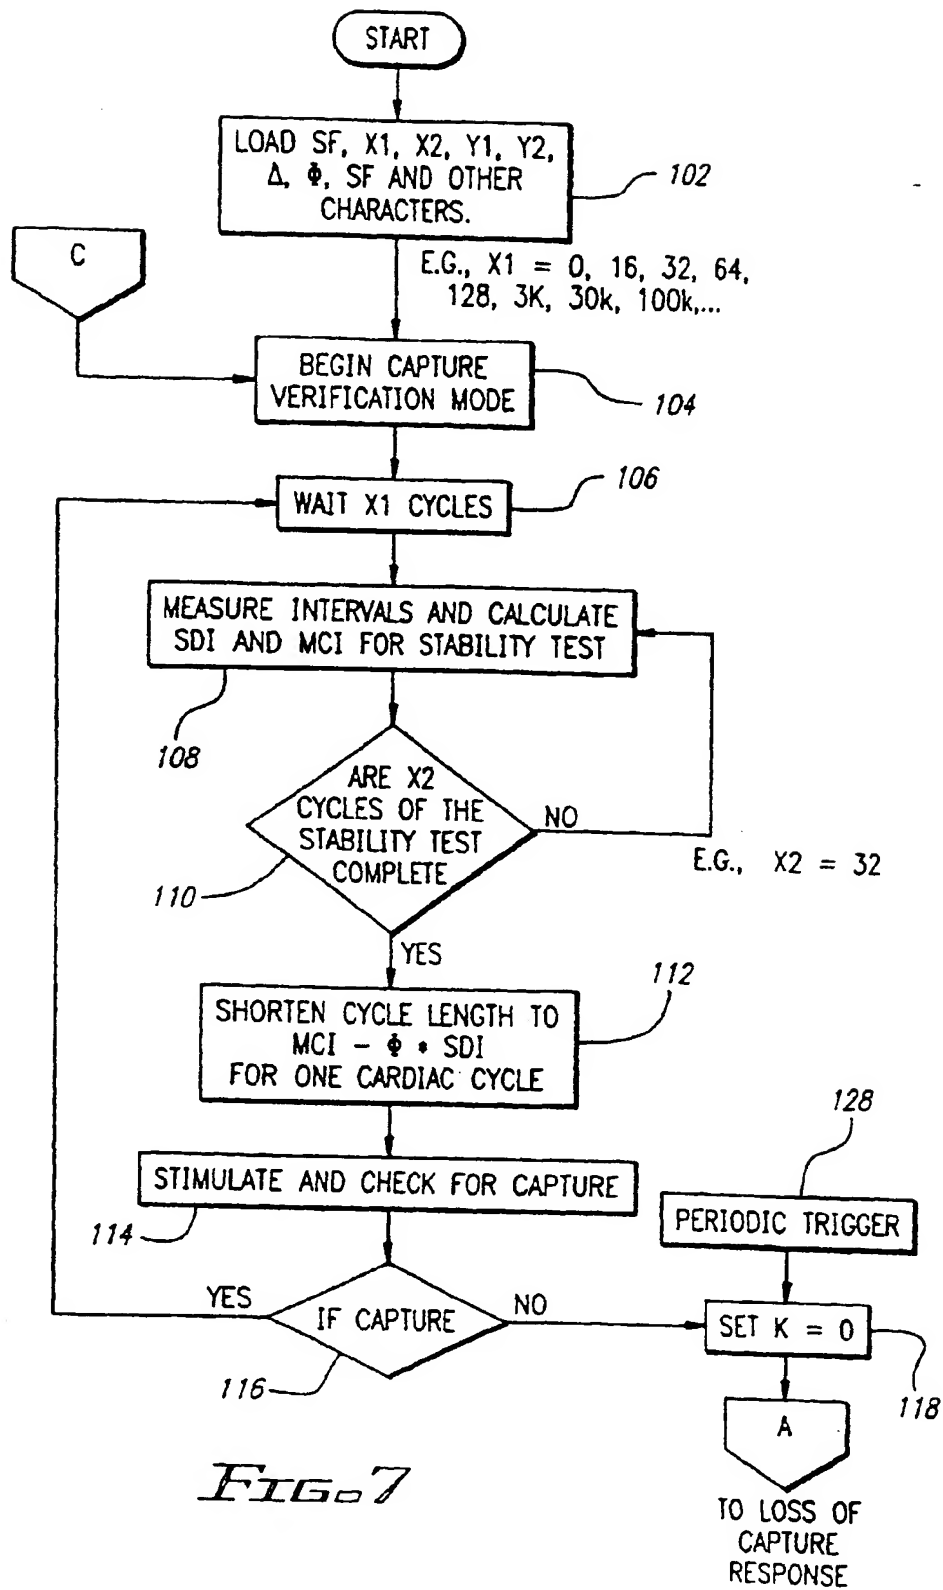 START
LOAD SF, X1, X2, Y1, Y2,
Δ, Φ, SF AND OTHER
CHARACTERS.
102
C
E.G., X1 = 0, 16, 32, 64,
128, 3K, 30k, 100k,...
BEGIN CAPTURE
VERIFICATION MODE
104
WAIT X1 CYCLES
106
MEASURE INTERVALS AND CALCULATE
SDI AND MCI FOR STABILITY TEST
108
ARE X2
CYCLES OF THE
STABILITY TEST
COMPLETE
NO
110
E.G., X2 = 32
YES
SHORTEN CYCLE LENGTH TO
MCI - Φ * SDI
FOR ONE CARDIAC CYCLE
112
STIMULATE AND CHECK FOR CAPTURE
114
128
PERIODIC TRIGGER
YES
IF CAPTURE
NO
SET K = 0
116
118
A
FIG. 7
TO LOSS OF
CAPTURE
RESPONSE